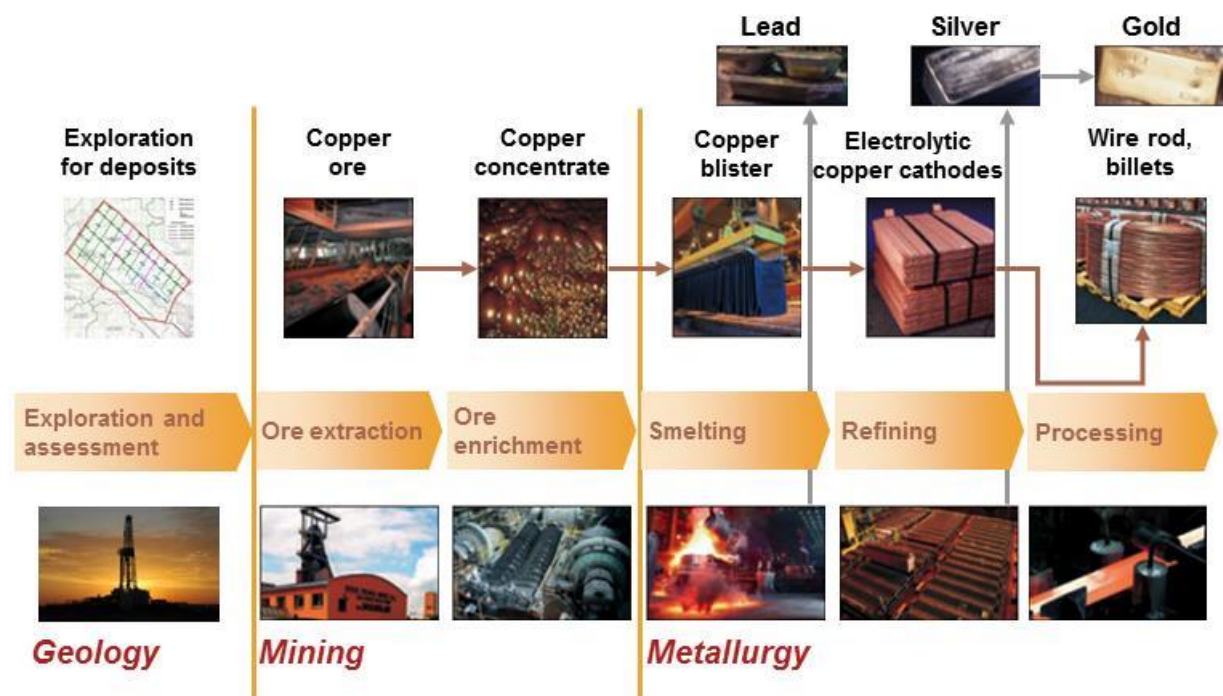 Lead
Silver
Gold
Exploration
for deposits
Copper
ore
Copper
concentrate
Copper
blister
Electrolytic
copper cathodes
Wire rod,
billets
Exploration and
assessment
Ore extraction
Ore
enrichment
Smelting
Refining
Processing
Geology
Mining
Metallurgy